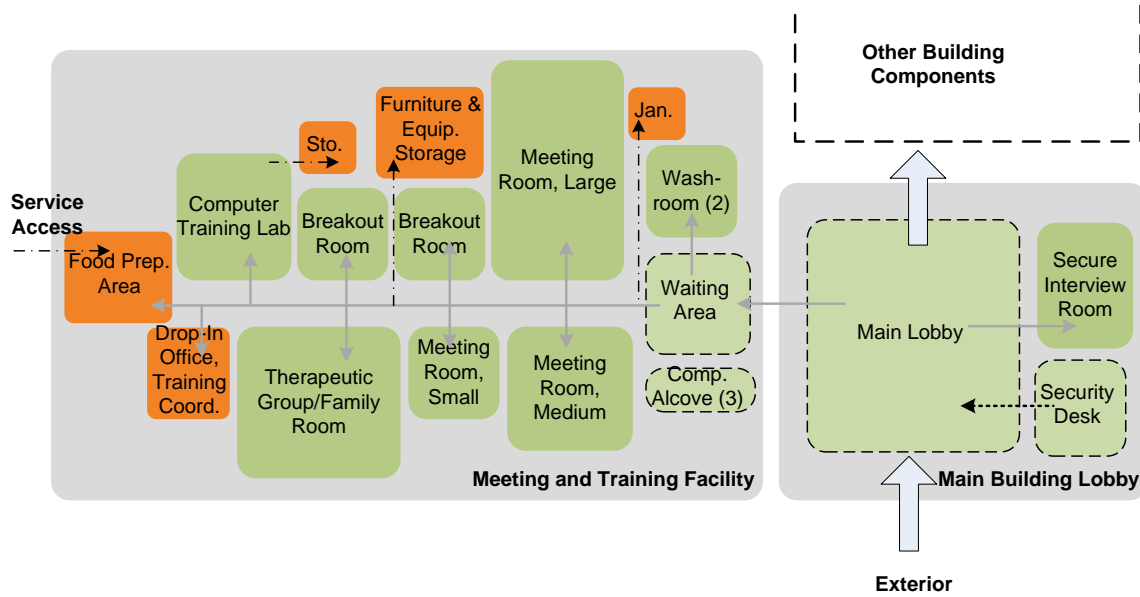 Other Building
Components
Furniture &
Equip.
Storage
Jan.
Sto.
Meeting
Room, Large
Wash-
room (2)
Service
Access
Computer
Training Lab
Breakout
Room
Breakout
Room
Food Prep.
Area
Waiting
Area
Secure
Interview
Room
Main Lobby
Drop-In
Office,
Training
Coord.
Therapeutic
Group/Family
Room
Meeting
Room,
Small
Meeting
Room,
Medium
Comp.
Alcove (3)
Security
Desk
Meeting and Training Facility
Main Building Lobby
Exterior